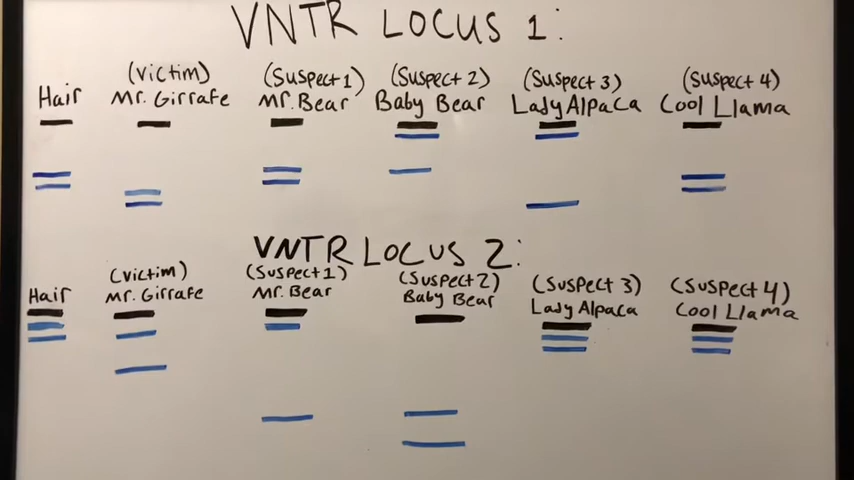 VNTR LOCUS 1:
Hair (victim) Mr. Girrafe (Suspect 1) Mr. Bear (Suspect 2) Baby Bear (Suspect 3) Lady Alpaca (Suspect 4) Cool Llama
VNTR LOCUS 2:
Hair (victim) Mr. Girrafe (Suspect 1) Mr. Bear (Suspect 2) Baby Bear (Suspect 3) Lady Alpaca (Suspect 4) Cool Llama